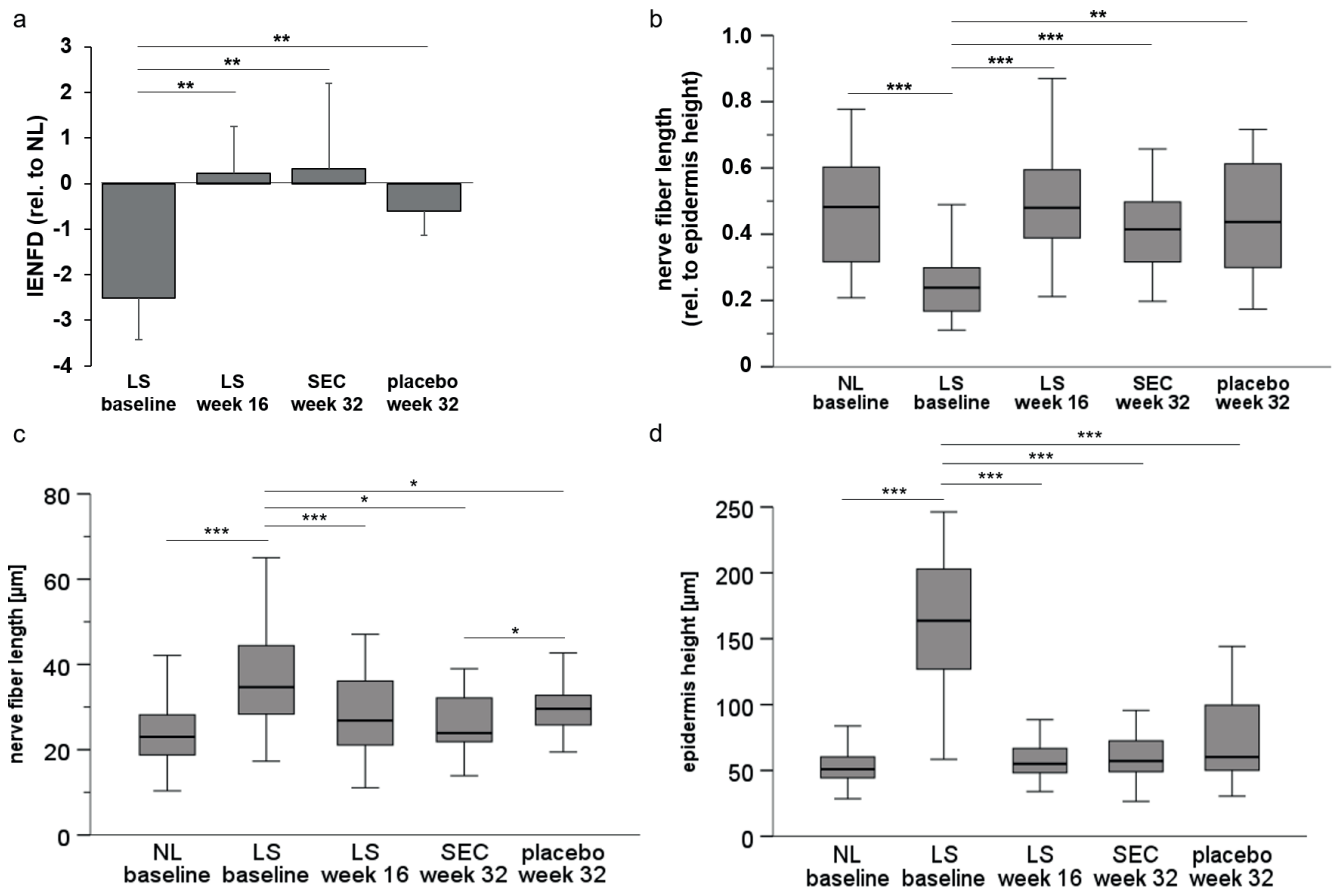 a
IENFD (rel. to NL)
3
2
1
0
-1
-2
-3
-4
**
**
**
LS
baseline
LS
week 16
SEC
week 32
placebo
week 32
b
nerve fiber length
(rel. to epidermis height)
1.0
0.8
0.6
0.4
0.2
0
**
***
***
***
NL
baseline
LS
baseline
LS
week 16
SEC
week 32
placebo
week 32
c
nerve fiber length [µm]
80
60
40
20
0
*
*
***
***
*
NL
baseline
LS
baseline
LS
week 16
SEC
week 32
placebo
week 32
d
epidermis height [µm]
250
200
150
100
50
0
***
***
***
***
NL
baseline
LS
baseline
LS
week 16
SEC
week 32
placebo
week 32